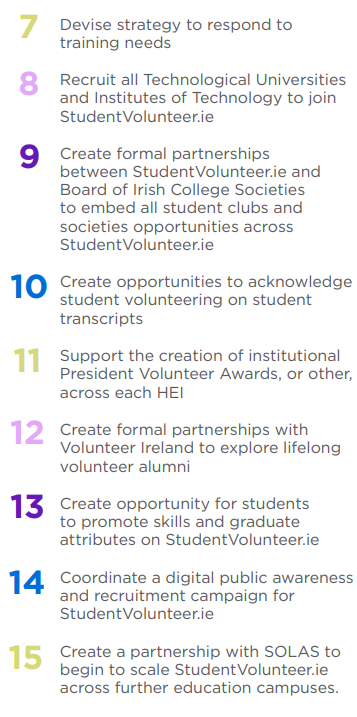 7 Devise strategy to respond to
training needs
8 Recruit all Technological Universities
and Institutes of Technology to join
StudentVolunteer.ie
9 Create formal partnerships
between StudentVolunteer.ie and
Board of Irish College Societies
to embed all student clubs and
societies opportunities across
StudentVolunteer.ie
10 Create opportunities to acknowledge
student volunteering on student
transcripts
11 Support the creation of institutional
President Volunteer Awards, or other,
across each HEI
12 Create formal partnerships with
Volunteer Ireland to explore lifelong
volunteer alumni
13 Create opportunity for students
to promote skills and graduate
attributes on StudentVolunteer.ie
14 Coordinate a digital public awareness
and recruitment campaign for
StudentVolunteer.ie
15 Create a partnership with SOLAS to
begin to scale StudentVolunteer.ie
across further education campuses.